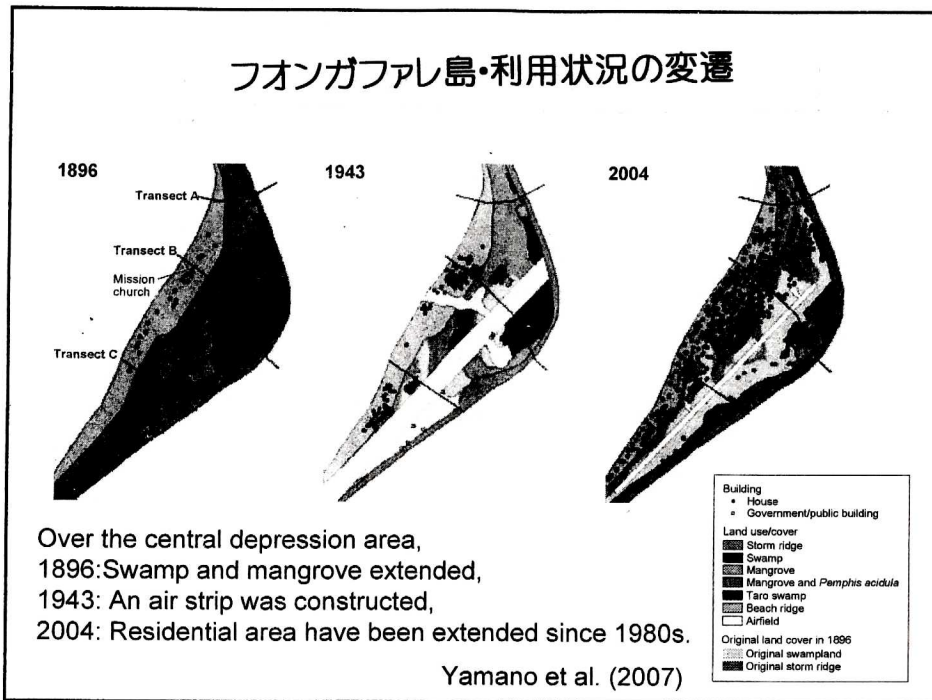 フオンガファレ島・利用状況の変遷
1896
1943
2004
Transect A
Transect B
Mission
church
Transect C
Building
House
Government/public building
Land use/cover
Storm ridge
Swamp
Mangrove
Mangrove and Pemphis acidula
Taro swamp
Beach ridge
Airfield
Original land cover in 1896
Original swampland
Original storm ridge
Over the central depression area,
1896:Swamp and mangrove extended,
1943: An air strip was constructed,
2004: Residential area have been extended since 1980s.
Yamano et al. (2007)